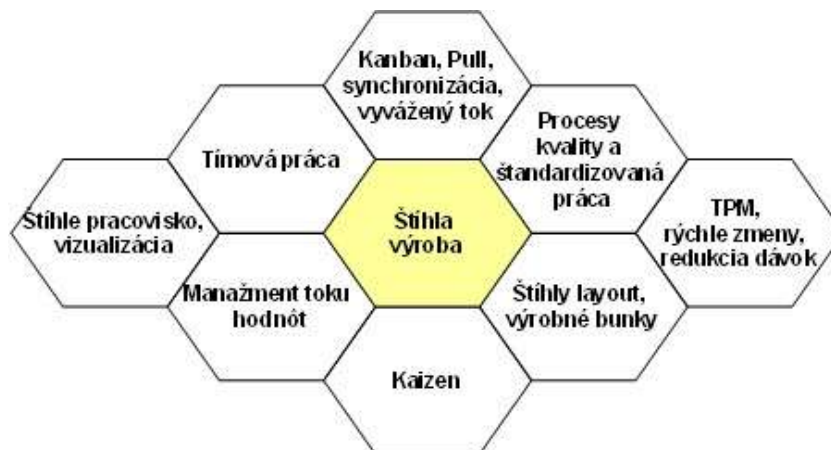 Kanban, Pull,
synchronizácia,
vyvážený tok
Tímová práca
Procesy
kvality a
štandardizovaná
práca
Štíhle pracovisko,
vizualizácia
Štíhla
výroba
TPM,
rýchle zmeny,
redukcia dávok
Manažment toku
hodnôt
Štíhly layout,
výrobné bunky
Kaizen